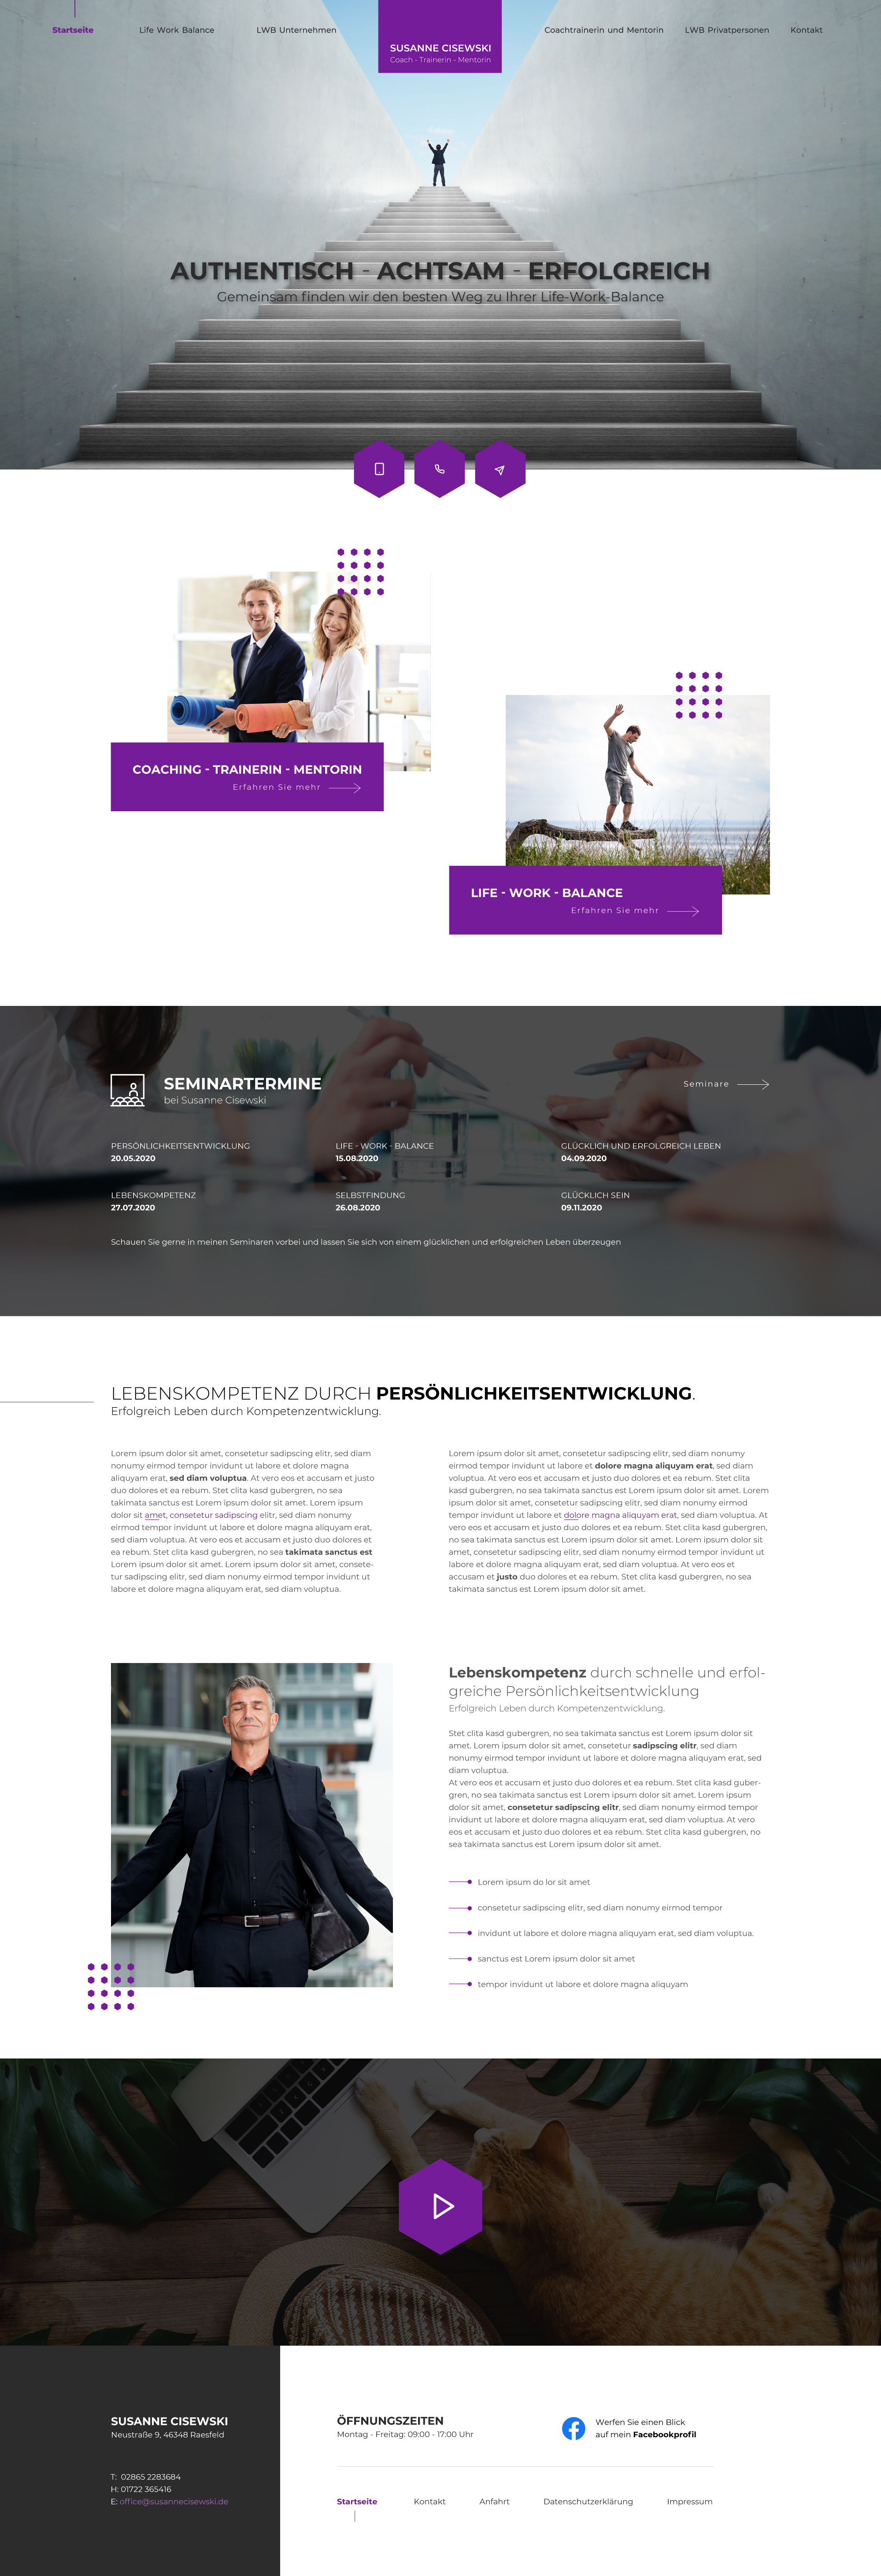 Startseite
Life Work Balance
LWB Unternehmen
SUSANNE CISEWSKI
Coach - Trainerin - Mentorin
Coachtrainerin und Mentorin
LWB Privatpersonen
Kontakt
AUTHENTISCH - ACHTSAM - ERFOLGREICH
Gemeinsam finden wir den besten Weg zu Ihrer Life-Work-Balance
COACHING - TRAINERIN - MENTORIN
Erfahren Sie mehr
LIFE - WORK - BALANCE
Erfahren Sie mehr
SEMINARTERMINE
bei Susanne Cisewski
Seminare
PERSÖNLICHKEITSENTWICKLUNG
20.05.2020
LIFE - WORK - BALANCE
15.08.2020
GLÜCKLICH UND ERFOLGREICH LEBEN
04.09.2020
LEBENSKOMPETENZ
27.07.2020
SELBSTFINDUNG
26.08.2020
GLÜCKLICH SEIN
09.11.2020
Schauen Sie gerne in meinen Seminaren vorbei und lassen Sie sich von einem glücklichen und erfolgreichen Leben überzeugen
LEBENSKOMPETENZ DURCH PERSÖNLICHKEITSENTWICKLUNG.
Erfolgreich Leben durch Kompetenzentwicklung.
Lorem ipsum dolor sit amet, consetetur sadipscing elitr, sed diam
nonumy eirmod tempor invidunt ut labore et dolore magna
aliquyam erat, sed diam voluptua. At vero eos et accusam et justo
duo dolores et ea rebum. Stet clita kasd gubergren, no sea
takimata sanctus est Lorem ipsum dolor sit amet. Lorem ipsum
dolor sit amet, consetetur sadipscing elitr, sed diam nonumy
eirmod tempor invidunt ut labore et dolore magna aliquyam erat,
sed diam voluptua. At vero eos et accusam et justo duo dolores et
ea rebum. Stet clita kasd gubergren, no sea takimata sanctus est
Lorem ipsum dolor sit amet. Lorem ipsum dolor sit amet, consete-
tur sadipscing elitr, sed diam nonumy eirmod tempor invidunt ut
labore et dolore magna aliquyam erat, sed diam voluptua.
Lorem ipsum dolor sit amet, consetetur sadipscing elitr, sed diam nonumy
eirmod tempor invidunt ut labore et dolore magna aliquyam erat, sed diam
voluptua. At vero eos et accusam et justo duo dolores et ea rebum. Stet clita
kasd gubergren, no sea takimata sanctus est Lorem ipsum dolor sit amet. Lorem
ipsum dolor sit amet, consetetur sadipscing elitr, sed diam nonumy eirmod
tempor invidunt ut labore et dolore magna aliquyam erat, sed diam voluptua. At
vero eos et accusam et justo duo dolores et ea rebum. Stet clita kasd gubergren,
no sea takimata sanctus est Lorem ipsum dolor sit amet. Lorem ipsum dolor sit
amet, consetetur sadipscing elitr, sed diam nonumy eirmod tempor invidunt ut
labore et dolore magna aliquyam erat, sed diam voluptua. At vero eos et
accusam et justo duo dolores et ea rebum. Stet clita kasd gubergren, no sea
takimata sanctus est Lorem ipsum dolor sit amet.
Lebenskompetenz durch schnelle und erfol-
greiche Persönlichkeitsentwicklung
Erfolgreich Leben durch Kompetenzentwicklung.
Stet clita kasd gubergren, no sea takimata sanctus est Lorem ipsum dolor sit
amet. Lorem ipsum dolor sit amet, consetetur sadipscing elitr, sed diam
nonumy eirmod tempor invidunt ut labore et dolore magna aliquyam erat, sed
diam voluptua.
At vero eos et accusam et justo duo dolores et ea rebum. Stet clita kasd guber-
gren, no sea takimata sanctus est Lorem ipsum dolor sit amet. Lorem ipsum
dolor sit amet, consetetur sadipscing elitr, sed diam nonumy eirmod tempor
invidunt ut labore et dolore magna aliquyam erat, sed diam voluptua. At vero
eos et accusam et justo duo dolores et ea rebum. Stet clita kasd gubergren, no
sea takimata sanctus est Lorem ipsum dolor sit amet.
Lorem ipsum do lor sit amet
consetetur sadipscing elitr, sed diam nonumy eirmod tempor
invidunt ut labore et dolore magna aliquyam erat, sed diam voluptua.
sanctus est Lorem ipsum dolor sit amet
tempor invidunt ut labore et dolore magna aliquyam
SUSANNE CISEWSKI
Neustraße 9, 46348 Raesfeld
T: 02865 2283684
H: 01722 365416
E: office@susannecisewski.de
ÖFFNUNGSZEITEN
Montag - Freitag: 09:00 - 17:00 Uhr
Werfen Sie einen Blick
auf mein Facebookprofil
Startseite
Kontakt
Anfahrt
Datenschutzerklärung
Impressum